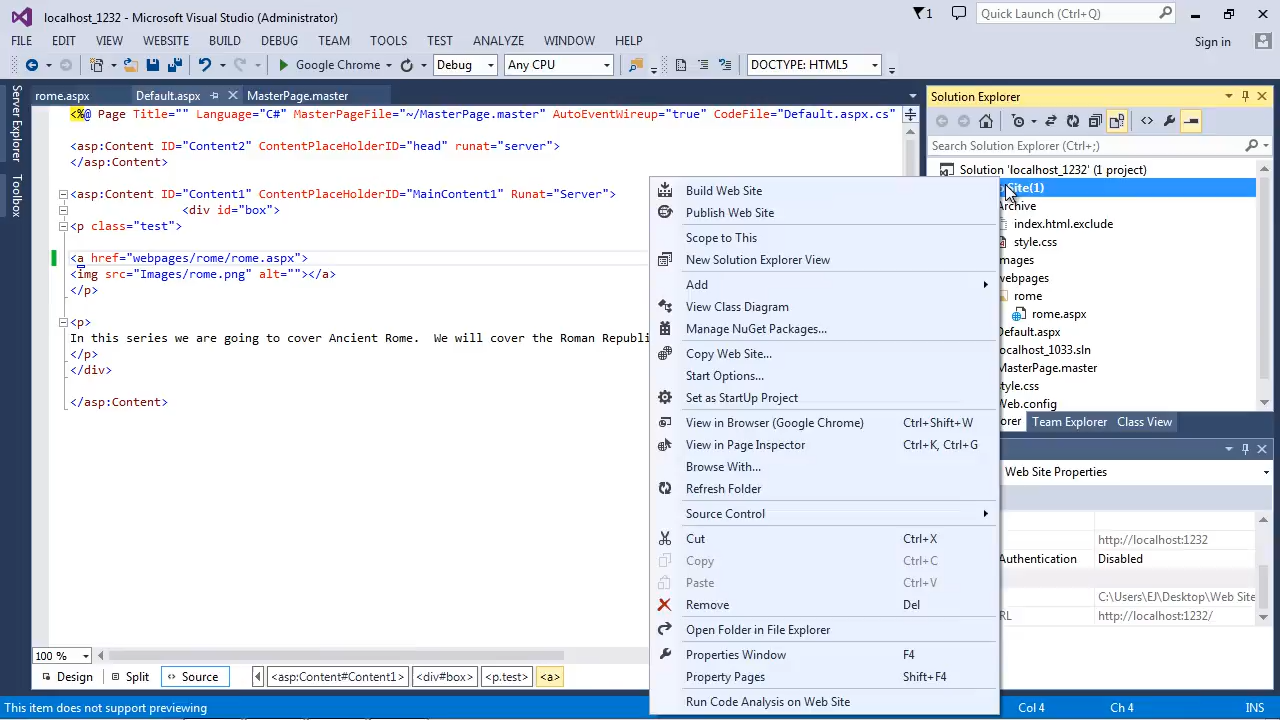 localhost_1232 - Microsoft Visual Studio (Administrator)
1
Quick Launch (Ctrl+Q)
FILE EDIT VIEW WEBSITE BUILD DEBUG TEAM TOOLS TEST ANALYZE WINDOW HELP
Sign in
Google Chrome
Debug
Any CPU
DOCTYPE: HTML5
Server Explorer
Toolbox
rome.aspx
Default.aspx
MasterPage.master
<%@ Page Title="" Language="C#" MasterPageFile="~/MasterPage.master" AutoEventWireup="true" CodeFile="Default.aspx.cs"
<asp:Content ID="Content2" ContentPlaceHolderID="head" runat="server">
</asp:Content>
<asp:Content ID="Content1" ContentPlaceHolderID="MainContent1" Runat="Server">
<div id="box">
<p class="test">
<a href="webpages/rome/rome.aspx">
<img src="Images/rome.png" alt=""></a>
</p>
<p>
In this series we are going to cover Ancient Rome. We will cover the Roman Republi
</p>
</div>
</asp:Content>
100 %
Design
Split
Source
<asp:Content#Content1>
<div#box>
<p.test>
<a>
Build Web Site
Publish Web Site
Scope to This
New Solution Explorer View
Add
View Class Diagram
Manage NuGet Packages...
Copy Web Site...
Start Options...
Set as StartUp Project
View in Browser (Google Chrome) Ctrl+Shift+W
View in Page Inspector Ctrl+K, Ctrl+G
Browse With...
Refresh Folder
Source Control
Cut Ctrl+X
Copy Ctrl+C
Paste Ctrl+V
Remove Del
Open Folder in File Explorer
Properties Window F4
Property Pages Shift+F4
Run Code Analysis on Web Site
Solution Explorer
Search Solution Explorer (Ctrl+;)
Solution 'localhost_1232' (1 project)
Site(1)
Archive
index.html.exclude
style.css
mages
webpages
rome
rome.aspx
Default.aspx
ocalhost_1033.sln
MasterPage.master
style.css
Web.config
orer
Team Explorer
Class View
Web Site Properties
http://localhost:1232
Authentication Disabled
C:\Users\EJ\Desktop\Web Site
RL http://localhost:1232/
This item does not support previewing
Col 4
Ch 4
INS